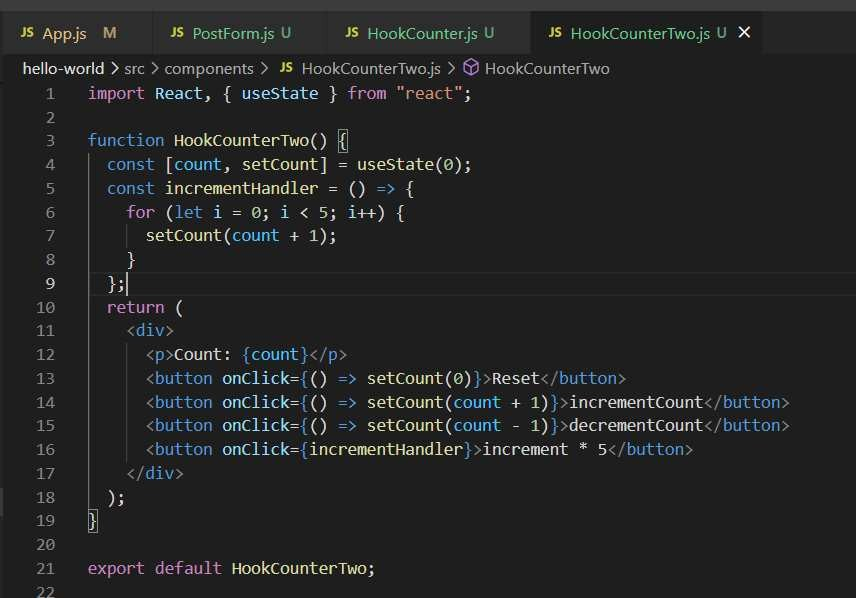 JS App.js M JS PostForm.js U JS HookCounter.js U JS HookCounterTwo.js U ×
hello-world > src > components > JS HookCounterTwo.js > HookCounterTwo
1 import React, { useState } from "react";
2
3 function HookCounterTwo() {
4   const [count, setCount] = useState(0);
5   const incrementHandler = () => {
6     for (let i = 0; i < 5; i++) {
7       setCount(count + 1);
8     }
9   };
10   return (
11     <div>
12       <p>Count: {count}</p>
13       <button onClick={() => setCount(0)}>Reset</button>
14       <button onClick={() => setCount(count + 1)}>incrementCount</button>
15       <button onClick={() => setCount(count - 1)}>decrementCount</button>
16       <button onClick={incrementHandler}>increment * 5</button>
17     </div>
18   );
19 }
20
21 export default HookCounterTwo;
22